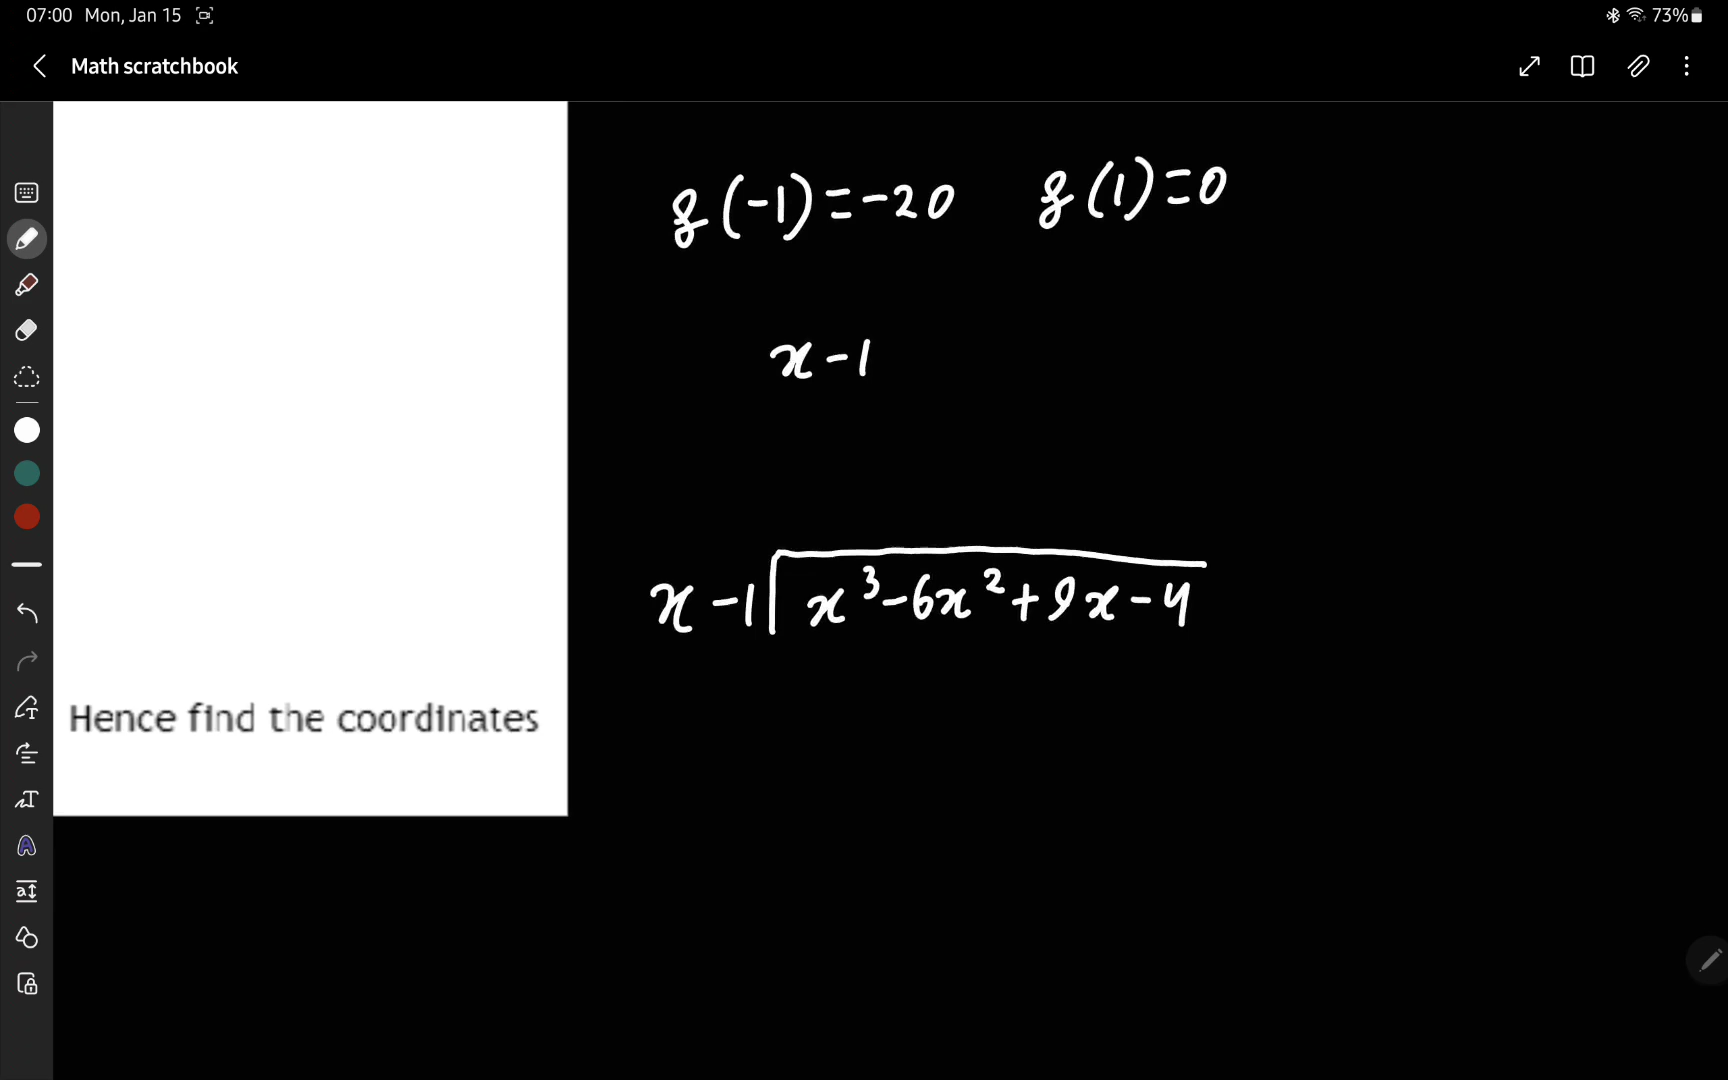 07:00 Mon, Jan 15 73%
Math scratchbook
f(-1)=-20 f(1)=0
x-1
x-1 x³-6x²+9x-4
Hence find the coordinates